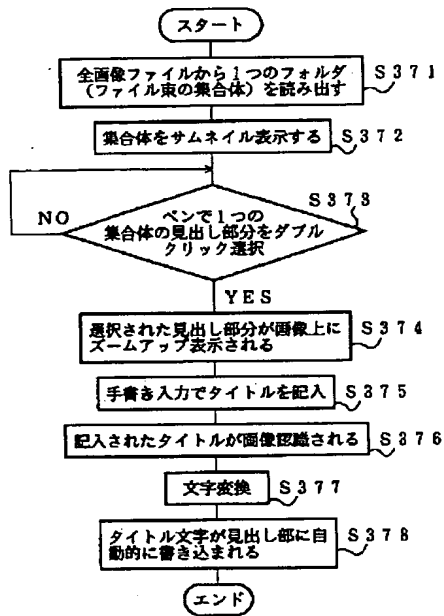 スタート
全画像ファイルから1つのフォルダ
(ファイル束の集合体)を読み出す
S371
集合体をサムネイル表示する
S372
S373
NO
ペンで1つの
集合体の見出し部分をダブル
クリック選択
YES
選択された見出し部分が画像上に
ズームアップ表示される
S374
手書き入力でタイトルを記入
S375
記入されたタイトルが画像認識される
S376
文字変換
S377
タイトル文字が見出し部に自
動的に書き込まれる
S378
エンド